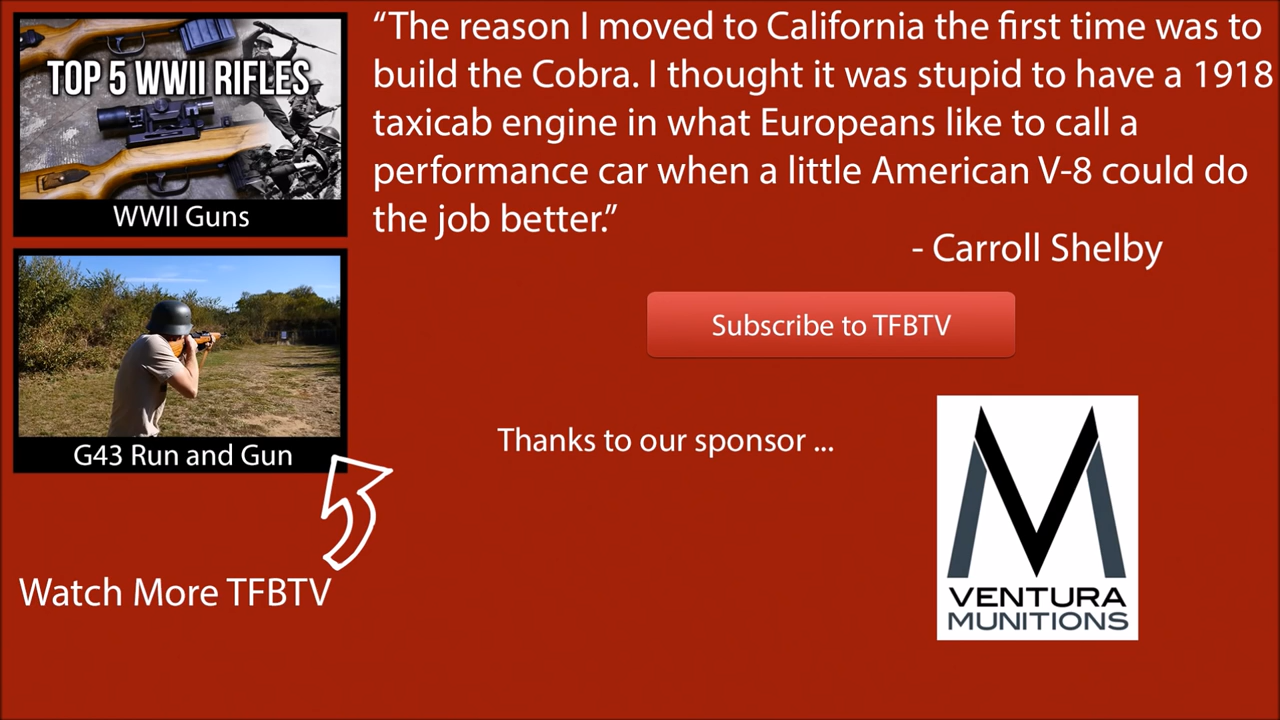 TOP 5 WWII RIFLES
WWII Guns
G43 Run and Gun
Watch More TFBTV
“The reason I moved to California the first time was to
build the Cobra. I thought it was stupid to have a 1918
taxicab engine in what Europeans like to call a
performance car when a little American V-8 could do
the job better.”
- Carroll Shelby
Subscribe to TFBTV
Thanks to our sponsor ...
VENTURA
MUNITIONS